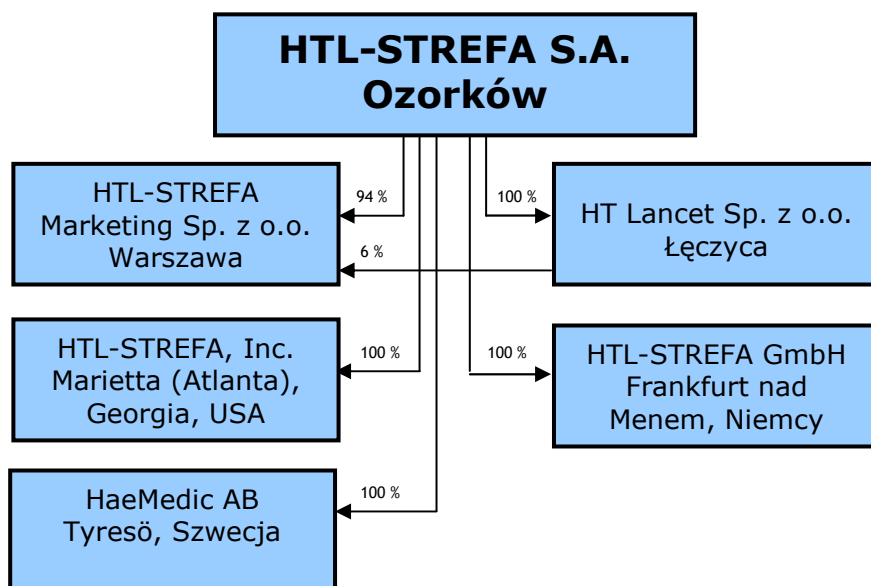 HTL-STREFA S.A.
Ozorków
HTL-STREFA
Marketing Sp. z o.o.
Warszawa
94 %
6 %
100 %
HT Lancet Sp. z o.o.
Łęczyca
HTL-STREFA, Inc.
Marietta (Atlanta),
Georgia, USA
100 %
100 %
HTL-STREFA GmbH
Frankfurt nad
Menem, Niemcy
HaeMedic AB
Tyresö, Szwecja
100 %